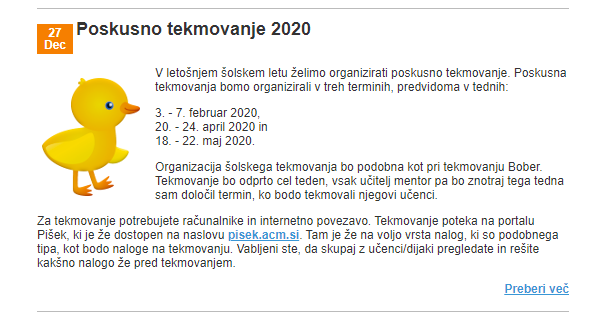 27
Dec
Poskusno tekmovanje 2020
V letošnjem šolskem letu želimo organizirati poskusno tekmovanje. Poskusna
tekmovanja bomo organizirali v treh terminih, predvidoma v tednih:
3. - 7. februar 2020,
20. - 24. april 2020 in
18. - 22. maj 2020.
Organizacija šolskega tekmovanja bo podobna kot pri tekmovanju Bober.
Tekmovanje bo odprto cel teden, vsak učitelj mentor pa bo znotraj tega tedna
sam določil termin, ko bodo tekmovali njegovi učenci.
Za tekmovanje potrebujete računalnike in internetno povezavo. Tekmovanje poteka na portalu
Pišek, ki je že dostopen na naslovu pisek.acm.si. Tam je že na voljo vrsta nalog, ki so podobnega
tipa, kot bodo naloge na tekmovanju. Vabljeni ste, da skupaj z učenci/dijaki pregledate in rešite
kakšno nalogo že pred tekmovanjem.
Preberi več